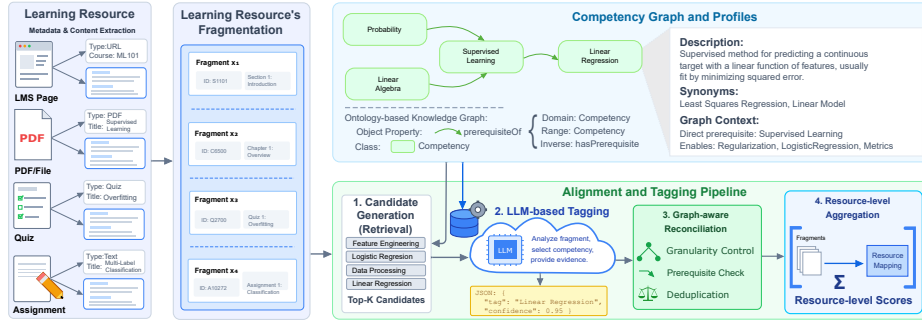 Learning Resource
Metadata & Content Extraction
Type:URL
Course: ML101
LMS Page
PDF
Type: PDF
Title: Supervised Learning
PDF/File
Type: Quiz
Title: Overfitting
Quiz
Type:Text
Title: Multi-Label Classification
Assignment
Learning Resource's
Fragmentation
Fragment x₁
ID: S1101
Section 1:
Introduction
Fragment x₂
ID: C6500
Chapter 1:
Overview
Fragment x₃
ID: Q2700
Quiz 1:
Overfitting
Fragment x₄
ID: A10272
Assignment 1:
Classification
Competency Graph and Profiles
Probability
Linear
Algebra
Supervised
Learning
Linear
Regression
Ontology-based Knowledge Graph:
Object Property:
prerequisiteOf
Class:
Competency
Domain: Competency
Range: Competency
Inverse: hasPrerequisite
Description:
Supervised method for predicting a continuous
target with a linear function of features, usually
fit by minimizing squared error.
Synonyms:
Least Squares Regression, Linear Model
Graph Context:
Direct prerequisite: Supervised Learning
Enables: Regularization, LogisticRegression, Metrics
Alignment and Tagging Pipeline
1. Candidate
Generation
(Retrieval)
Feature Engineering
Logistic Regresion
Data Processing
Linear Regression
Top-K Candidates
2. LLM-based Tagging
LLM
Analyze fragment,
select competency,
provide evidence.
JSON: {
"tag": "Linear Regression",
"confidence": 0.95 }
3. Graph-aware
Reconciliation
Granularity Control
Prerequisite Check
Deduplication
4. Resource-level
Aggregation
Fragments
Σ
Resource
Mapping
Resource-level Scores